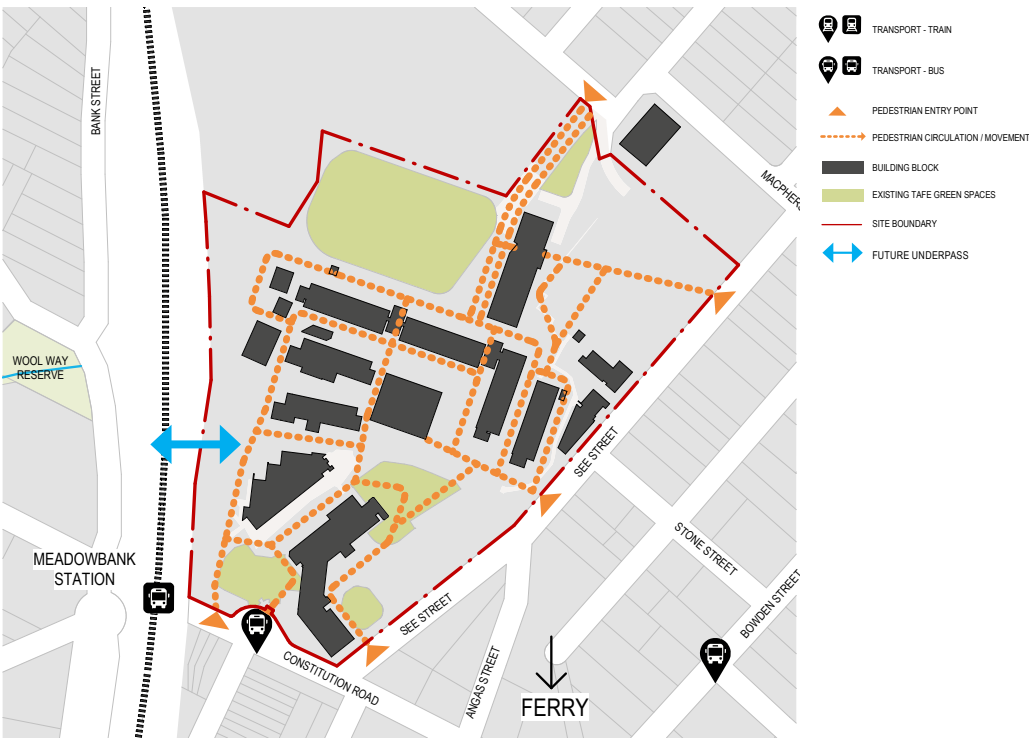 BANK STREET
WOOL WAY
RESERVE
MEADOWBANK
STATION
CONSTITUTION ROAD
SEE STREET
ANGAS STREET
FERRY
SEE STREET
STONE STREET
BOWDEN STREET
MACPHERS
TRANSPORT - TRAIN
TRANSPORT - BUS
PEDESTRIAN ENTRY POINT
PEDESTRIAN CIRCULATION / MOVEMENT
BUILDING BLOCK
EXISTING TAFE GREEN SPACES
SITE BOUNDARY
FUTURE UNDERPASS